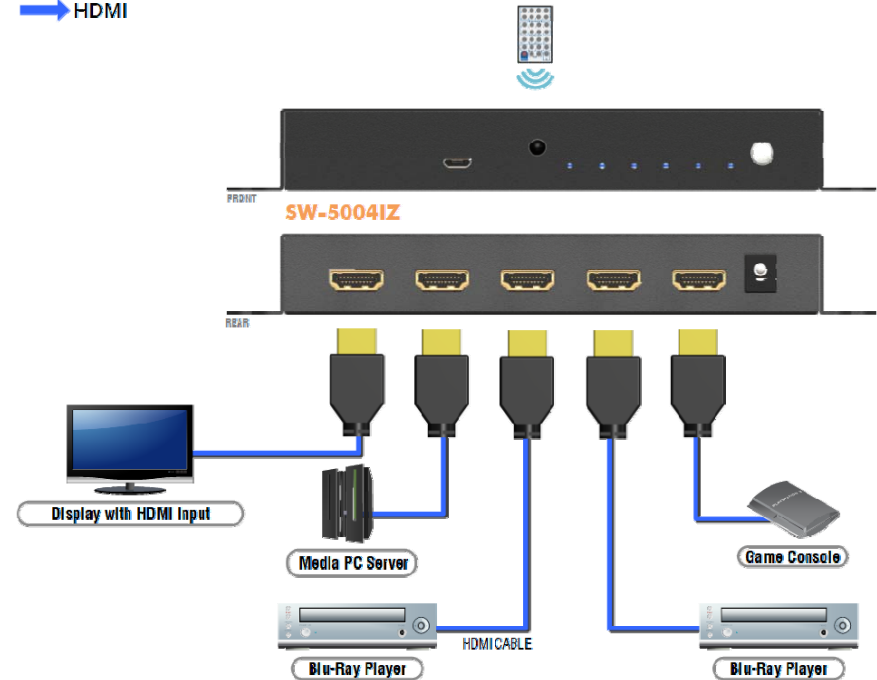 HDMI
FRONT
SW-5004IZ
REAR
Display with HDMI Input
Media PC Server
Game Console
HDMI CABLE
Blu-Ray Player
Blu-Ray Player